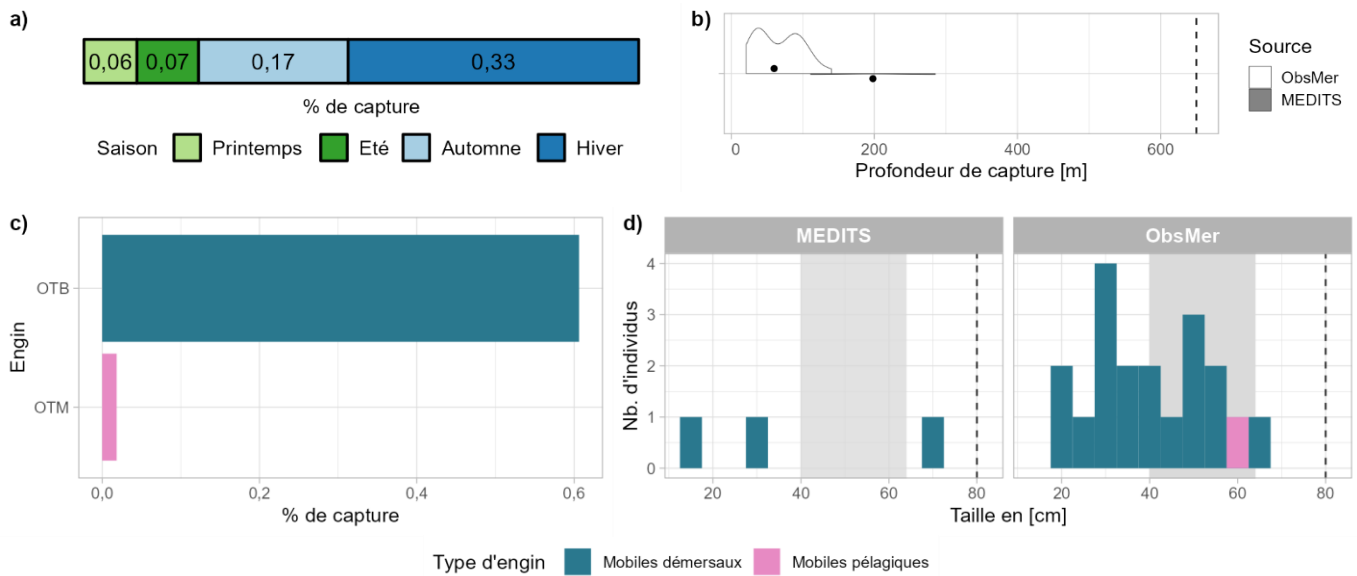 a)
0,06 0,07 0,17 0,33
% de capture
Saison Printemps Eté Automne Hiver
b)
0 200 400 600
Profondeur de capture [m]
Source
ObsMer
MEDITS
c)
Engin
OTB
OTM
0,0 0,2 0,4 0,6
% de capture
d)
MEDITS ObsMer
Nb. d'individus
4
3
2
1
0
20 40 60 80 20 40 60 80
Taille en [cm]
Type d'engin Mobiles démersaux Mobiles pélagiques